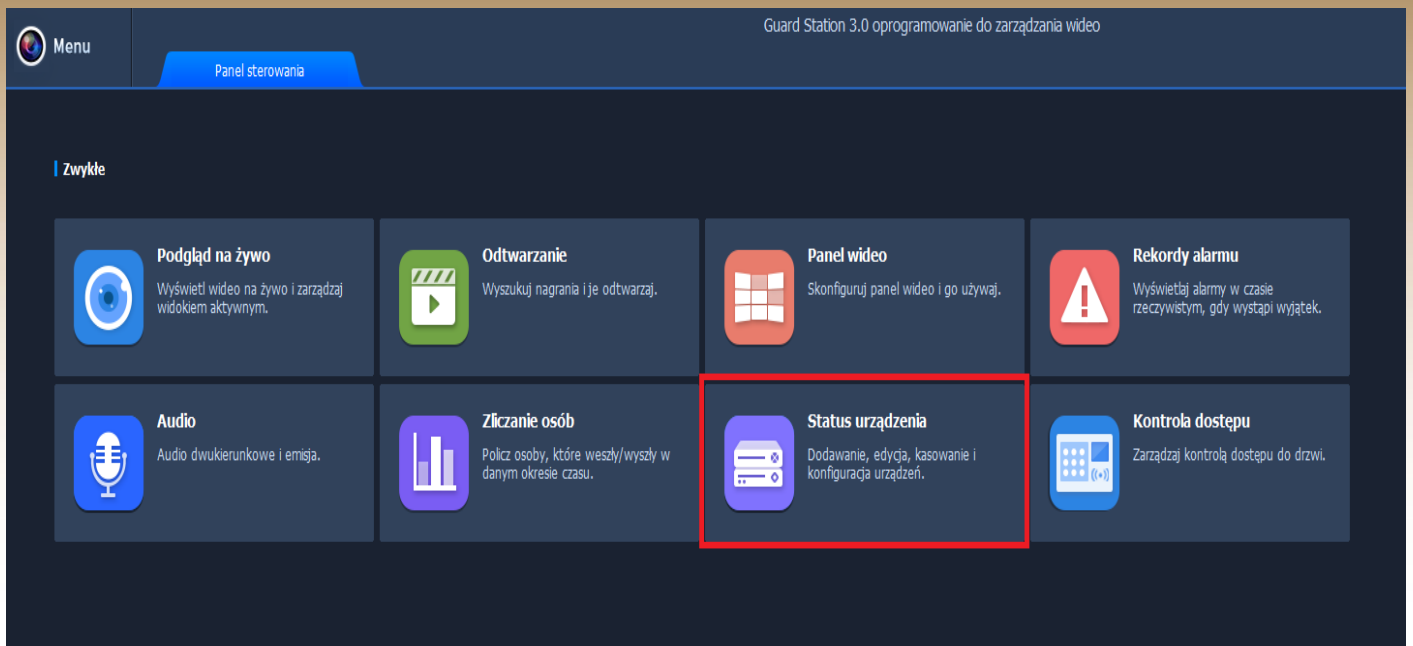 Guard Station 3.0 oprogramowanie do zarządzania wideo
Menu
Panel sterowania
Zwykłe
Podgląd na żywo
Wyświetl wideo na żywo i zarządzaj
widokiem aktywnym.
Odtwarzanie
Wyszukuj nagrania i je odtwarzaj.
Panel wideo
Skonfiguruj panel wideo i go używaj.
Rekordy alarmu
Wyświetlaj alarmy w czasie
rzeczywistym, gdy wystąpi wyjątek.
Audio
Audio dwukierunkowe i emisja.
Zliczanie osób
Policz osoby, które weszły/wyszły w
danym okresie czasu.
Status urządzenia
Dodawanie, edycja, kasowanie i
konfiguracja urządzeń.
Kontrola dostępu
Zarządzaj kontrolą dostępu do drzwi.